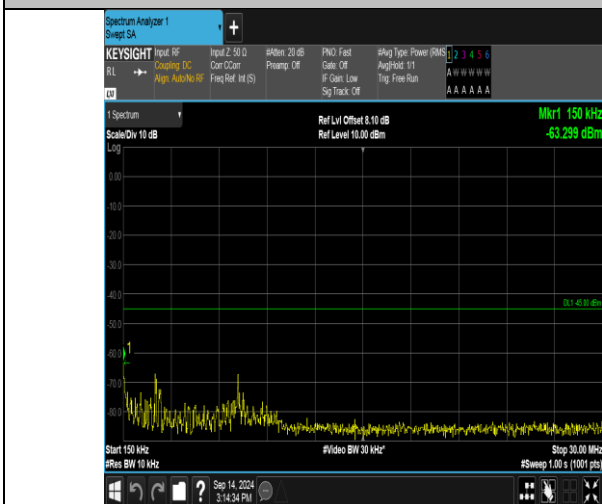 Spectrum Analyzer 1
Swept SA
+
KEYSIGHT
RL
LXI
Input: RF
Coupling: DC
Align: Auto/No RF
Input Z: 50 Ω
Corr CCorr
Freq Ref: Int (S)
#Atten: 20 dB
Preamp: Off
PNO: Fast
Gate: Off
IF Gain: Low
Sig Track: Off
#Avg Type: Power (RMS
Avg|Hold: 1/1
Trig: Free Run
1 2 3 4 5 6
A W W W W W
A A A A A A
1 Spectrum
Scale/Div 10 dB
Log
Ref Lvl Offset 8.10 dB
Ref Level 10.00 dBm
Mkr1 150 kHz
-63.299 dBm
0.00
-10.0
-20.0
-30.0
-40.0
DL1 -45.00 dBm
-50.0
-60.0
1
-70.0
-80.0
Start 150 kHz
#Res BW 10 kHz
#Video BW 30 kHz*
Stop 30.00 MHz
#Sweep 1.00 s (1001 pts)
?
Sep 14, 2024
3:14:34 PM